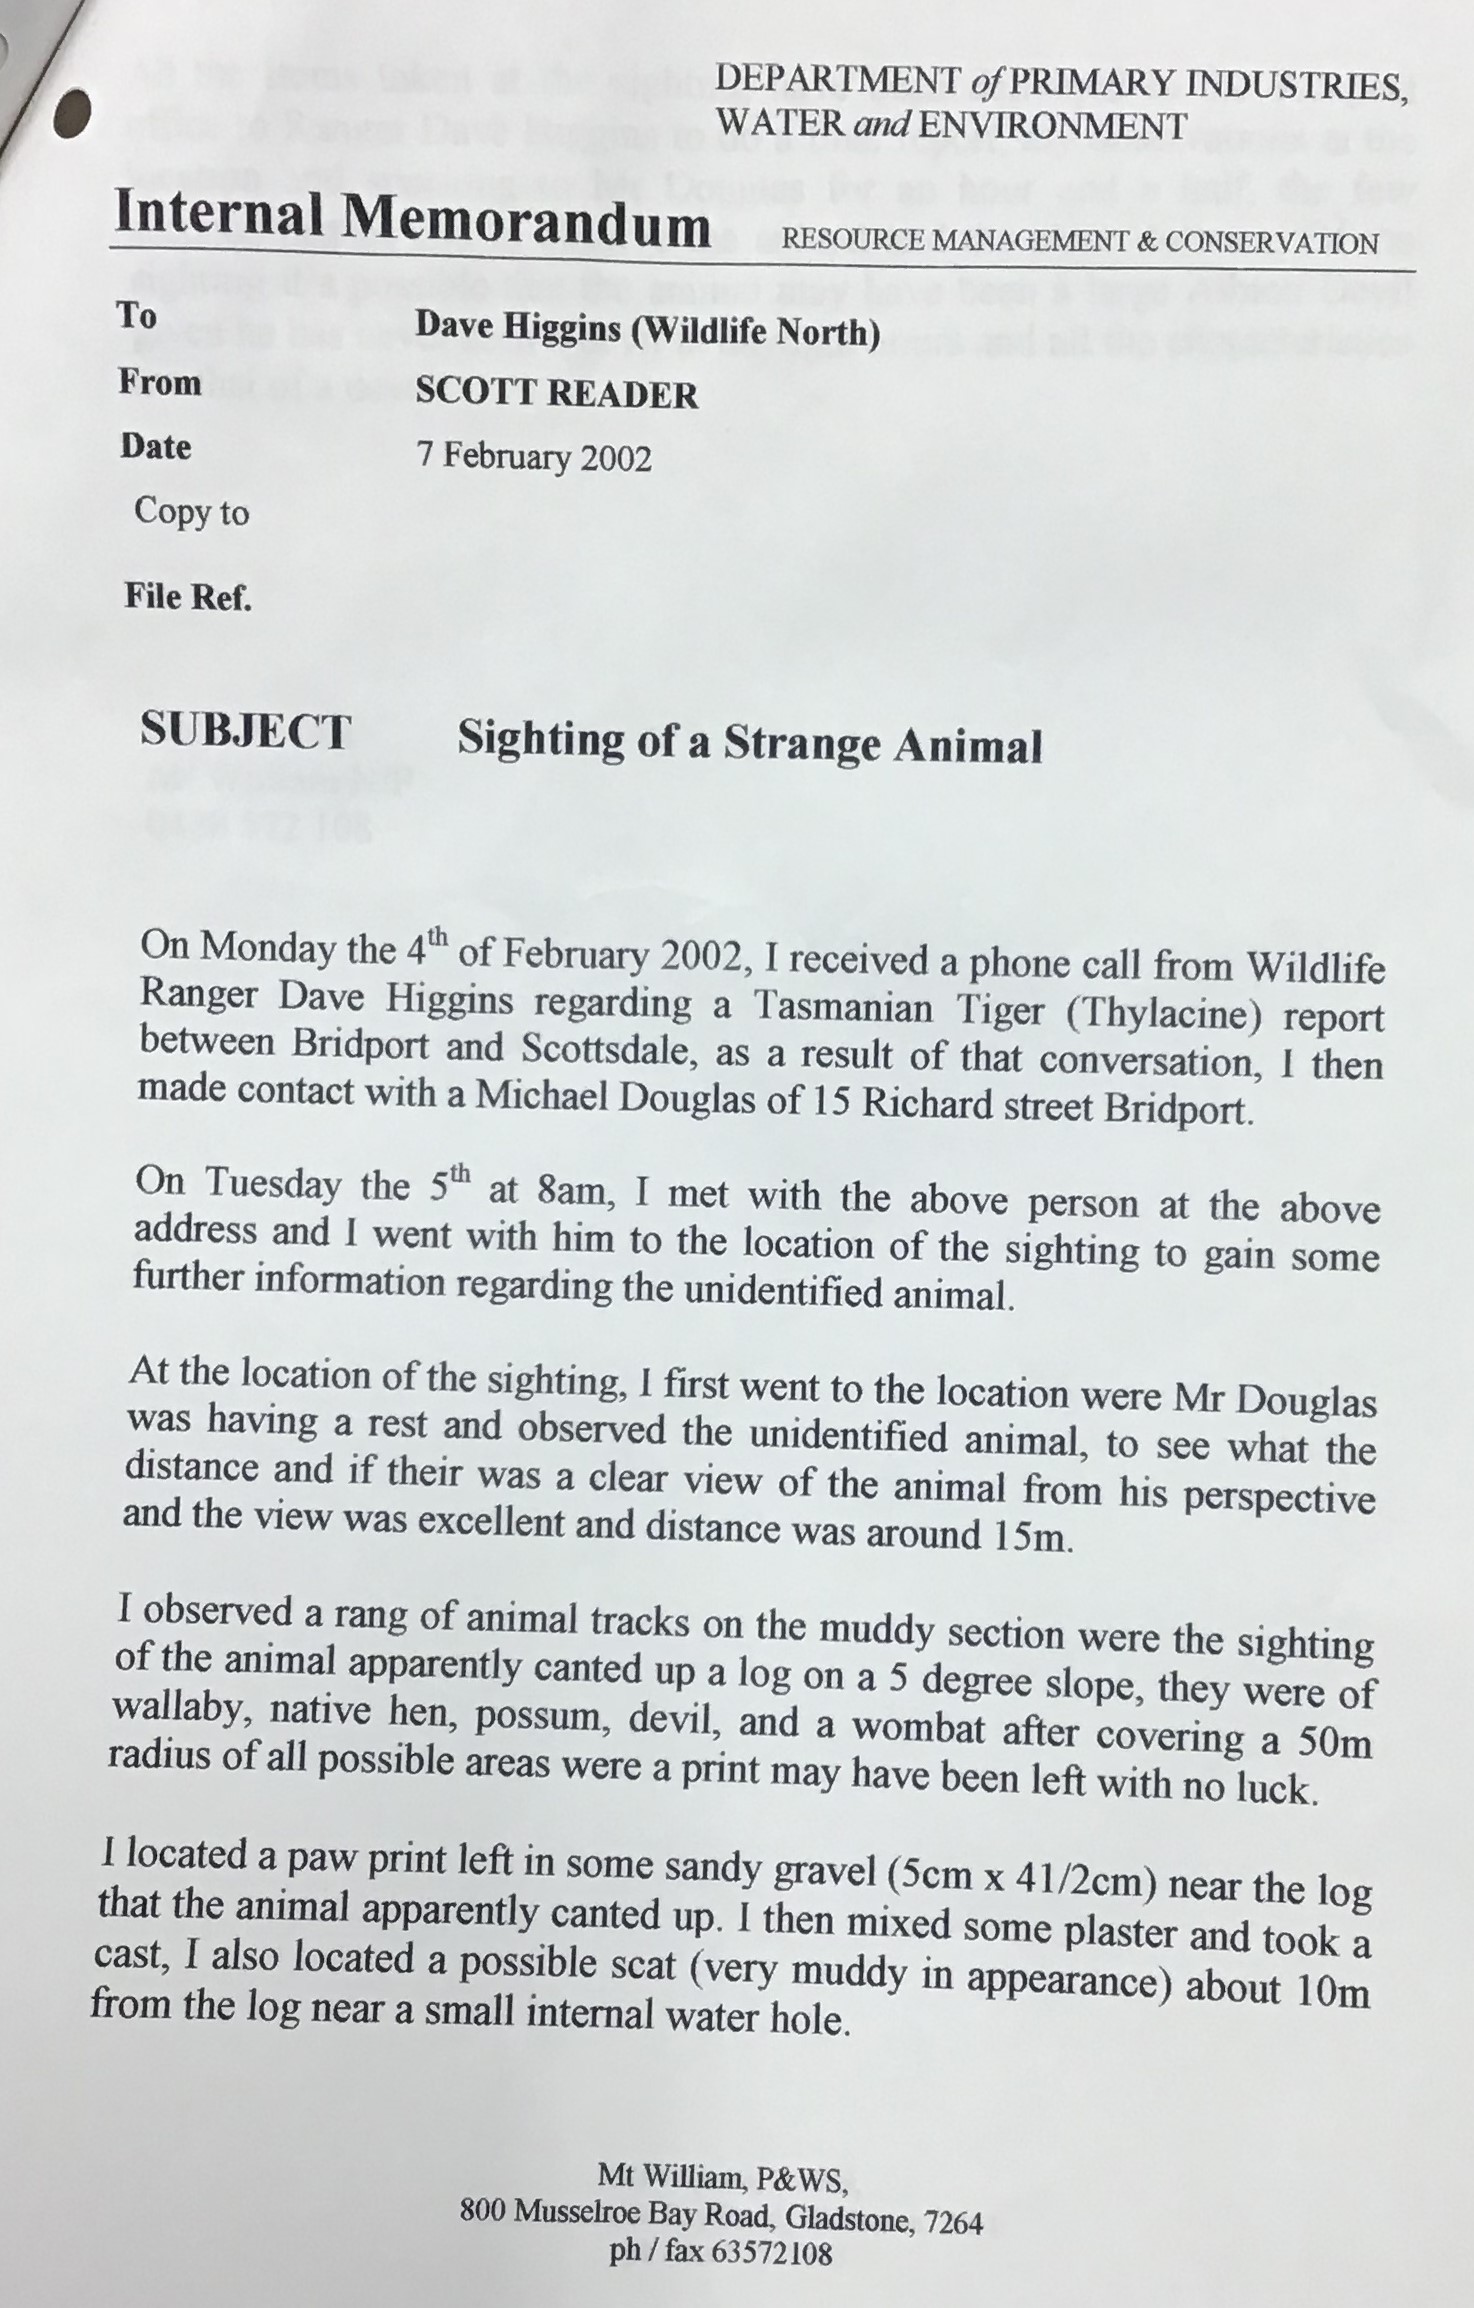 DEPARTMENT of PRIMARY INDUSTRIES,
WATER and ENVIRONMENT
Internal Memorandum RESOURCE MANAGEMENT & CONSERVATION
To Dave Higgins (Wildlife North)
From SCOTT READER
Date 7 February 2002
Copy to
File Ref.
SUBJECT Sighting of a Strange Animal
On Monday the 4th of February 2002, I received a phone call from Wildlife
Ranger Dave Higgins regarding a Tasmanian Tiger (Thylacine) report
between Bridport and Scottsdale, as a result of that conversation, I then
made contact with a Michael Douglas of 15 Richard street Bridport.
On Tuesday the 5th at 8am, I met with the above person at the above
address and I went with him to the location of the sighting to gain some
further information regarding the unidentified animal.
At the location of the sighting, I first went to the location were Mr Douglas
was having a rest and observed the unidentified animal, to see what the
distance and if their was a clear view of the animal from his perspective
and the view was excellent and distance was around 15m.
I observed a rang of animal tracks on the muddy section were the sighting
of the animal apparently canted up a log on a 5 degree slope, they were of
wallaby, native hen, possum, devil, and a wombat after covering a 50m
radius of all possible areas were a print may have been left with no luck.
I located a paw print left in some sandy gravel (5cm x 41/2cm) near the log
that the animal apparently canted up. I then mixed some plaster and took a
cast, I also located a possible scat (very muddy in appearance) about 10m
from the log near a small internal water hole.
Mt William, P&WS,
800 Musselroe Bay Road, Gladstone, 7264
ph / fax 63572108